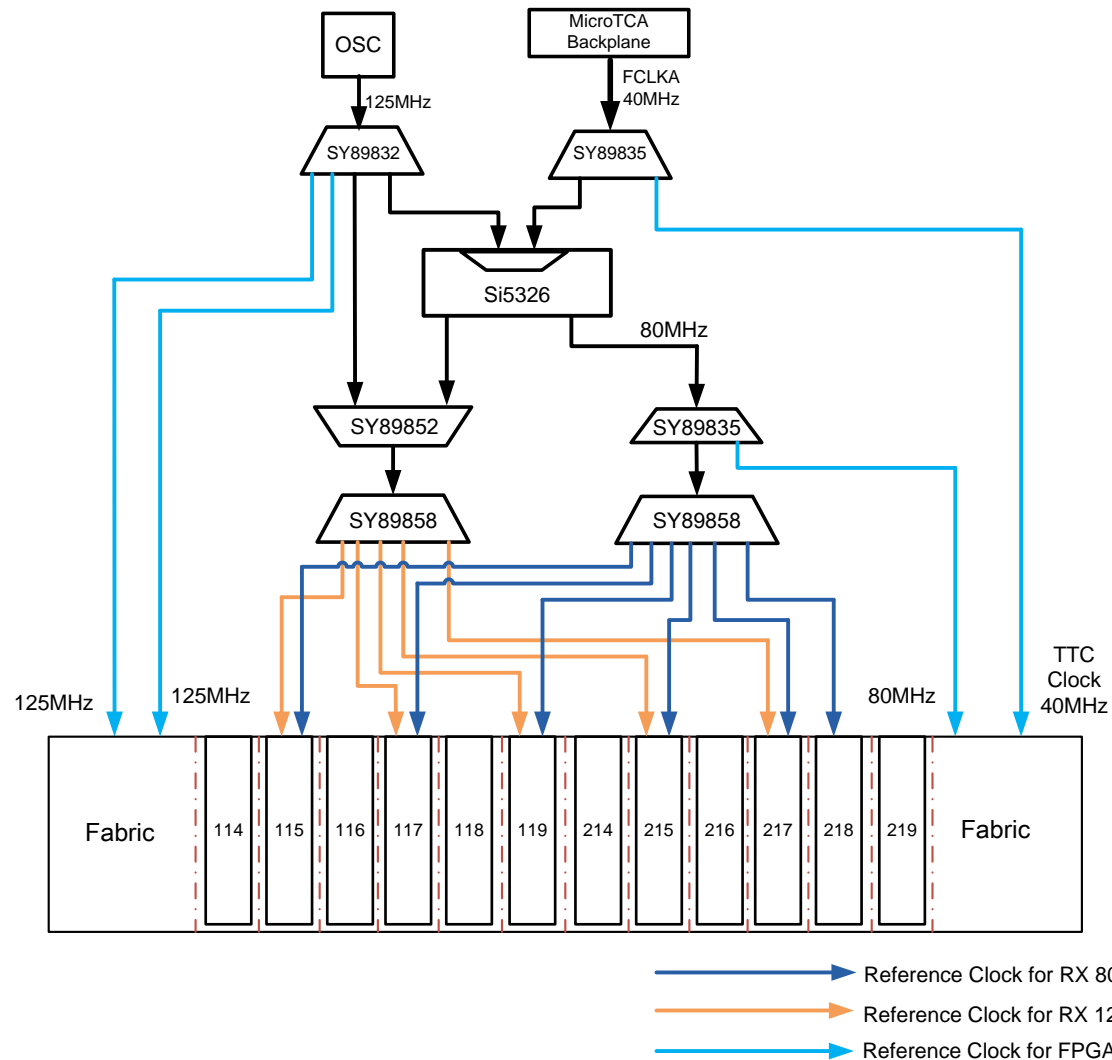 OSC
MicroTCA
Backplane
125MHz
FCLKA
40MHz
SY89832
SY89835
Si5326
80MHz
SY89852
SY89835
SY89858
SY89858
125MHz
125MHz
80MHz
TTC
Clock
40MHz
Fabric
114
115
116
117
118
119
214
215
216
217
218
219
Fabric
Reference Clock for RX 80
Reference Clock for RX 12
Reference Clock for FPGA